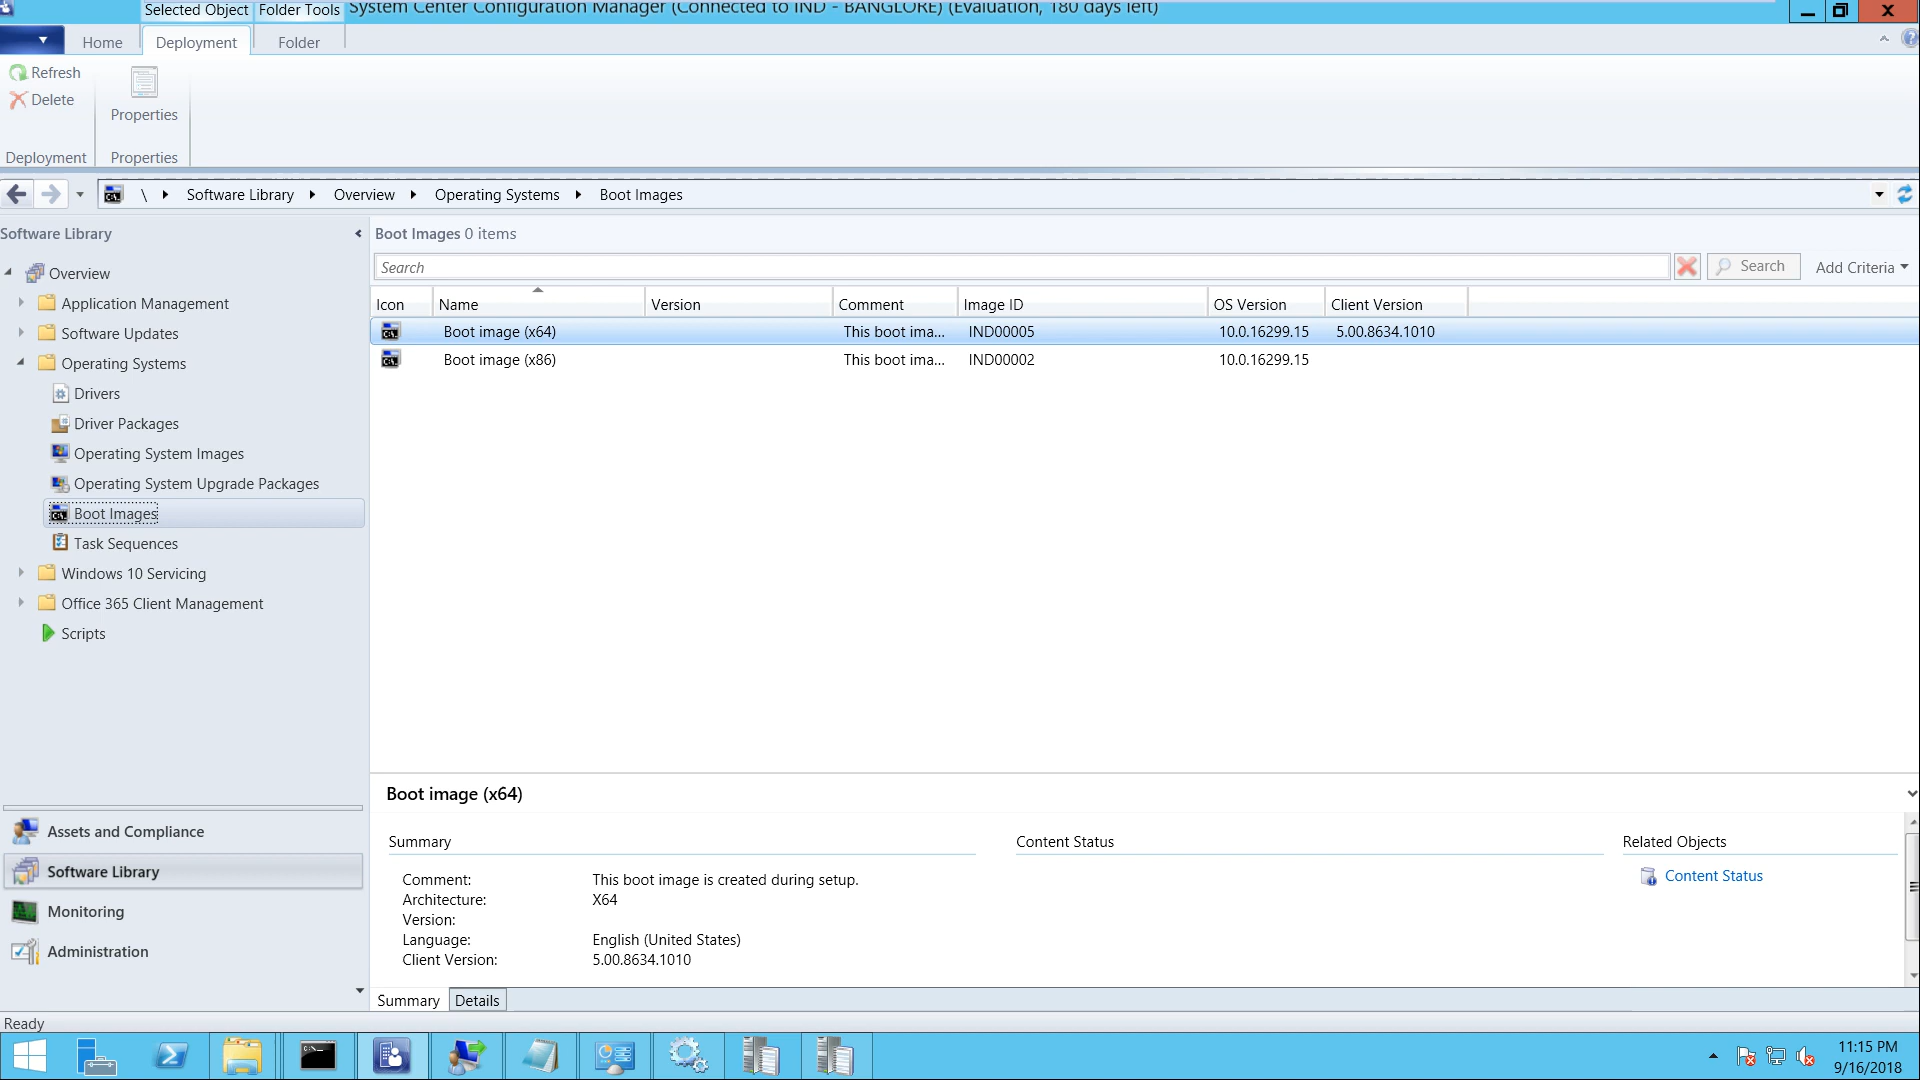 Selected Object Folder Tools System Center Configuration Manager (Connected to IND - BANGLORE) (Evaluation, 180 days left)
Home Deployment Folder
Refresh
Delete
Properties
Deployment Properties
\ Software Library Overview Operating Systems Boot Images
Software Library
Overview
Application Management
Software Updates
Operating Systems
Drivers
Driver Packages
Operating System Images
Operating System Upgrade Packages
Boot Images
Task Sequences
Windows 10 Servicing
Office 365 Client Management
Scripts
Assets and Compliance
Software Library
Monitoring
Administration
Boot Images 0 items
Search Search Add Criteria
Icon Name Version Comment Image ID OS Version Client Version
Boot image (x64) This boot ima... IND00005 10.0.16299.15 5.00.8634.1010
Boot image (x86) This boot ima... IND00002 10.0.16299.15
Boot image (x64)
Summary
Comment: This boot image is created during setup.
Architecture: X64
Version:
Language: English (United States)
Client Version: 5.00.8634.1010
Content Status
Related Objects
Content Status
Summary Details
Ready
11:15 PM
9/16/2018